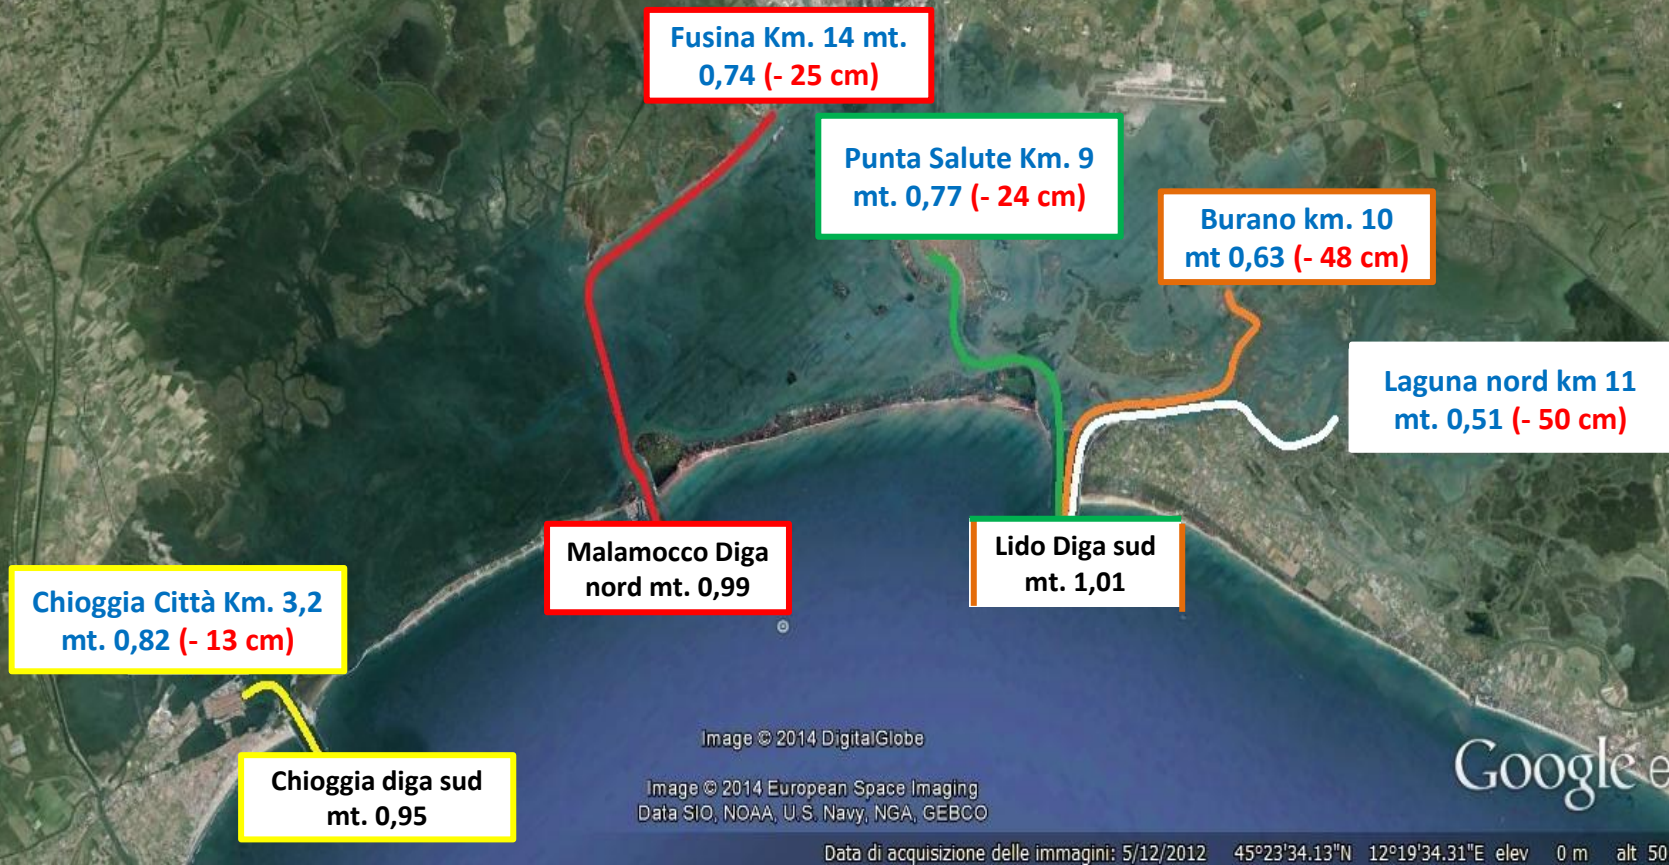 Fusina Km. 14 mt.
0,74 (- 25 cm)
Punta Salute Km. 9
mt. 0,77 (- 24 cm)
Burano km. 10
mt 0,63 (- 48 cm)
Laguna nord km 11
mt. 0,51 (- 50 cm)
Malamocco Diga
nord mt. 0,99
Lido Diga sud
mt. 1,01
Chioggia Città Km. 3,2
mt. 0,82 (- 13 cm)
Chioggia diga sud
mt. 0,95
Image © 2014 DigitalGlobe
Image © 2014 European Space Imaging
Data SIO, NOAA, U.S. Navy, NGA, GEBCO
Google e
Data di acquisizione delle immagini: 5/12/2012 45°23'34.13"N 12°19'34.31"E elev 0 m alt 50